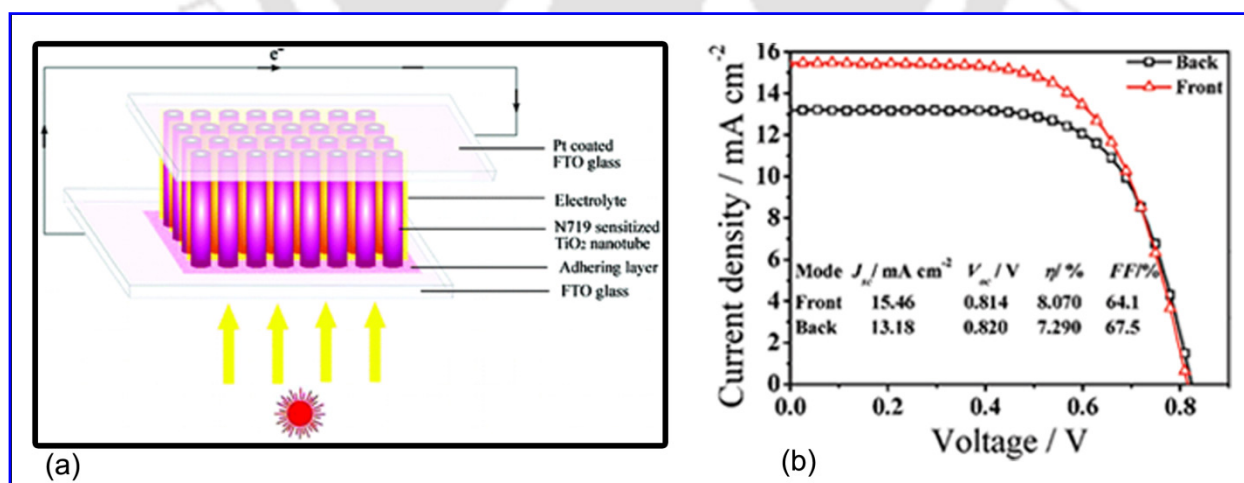 e⁻
Pt coated
FTO glass
Electrolyte
N719 sensitized
TiO₂ nanotube
Adhering layer
FTO glass
(a)
Current density / mA cm⁻²
16
14
12
10
8
6
4
2
0
Back
Front
Mode J_sc / mA cm⁻² V_oc / V η/ % FF/%
Front 15.46 0.814 8.070 64.1
Back 13.18 0.820 7.290 67.5
0.0 0.2 0.4 0.6 0.8
Voltage / V
(b)